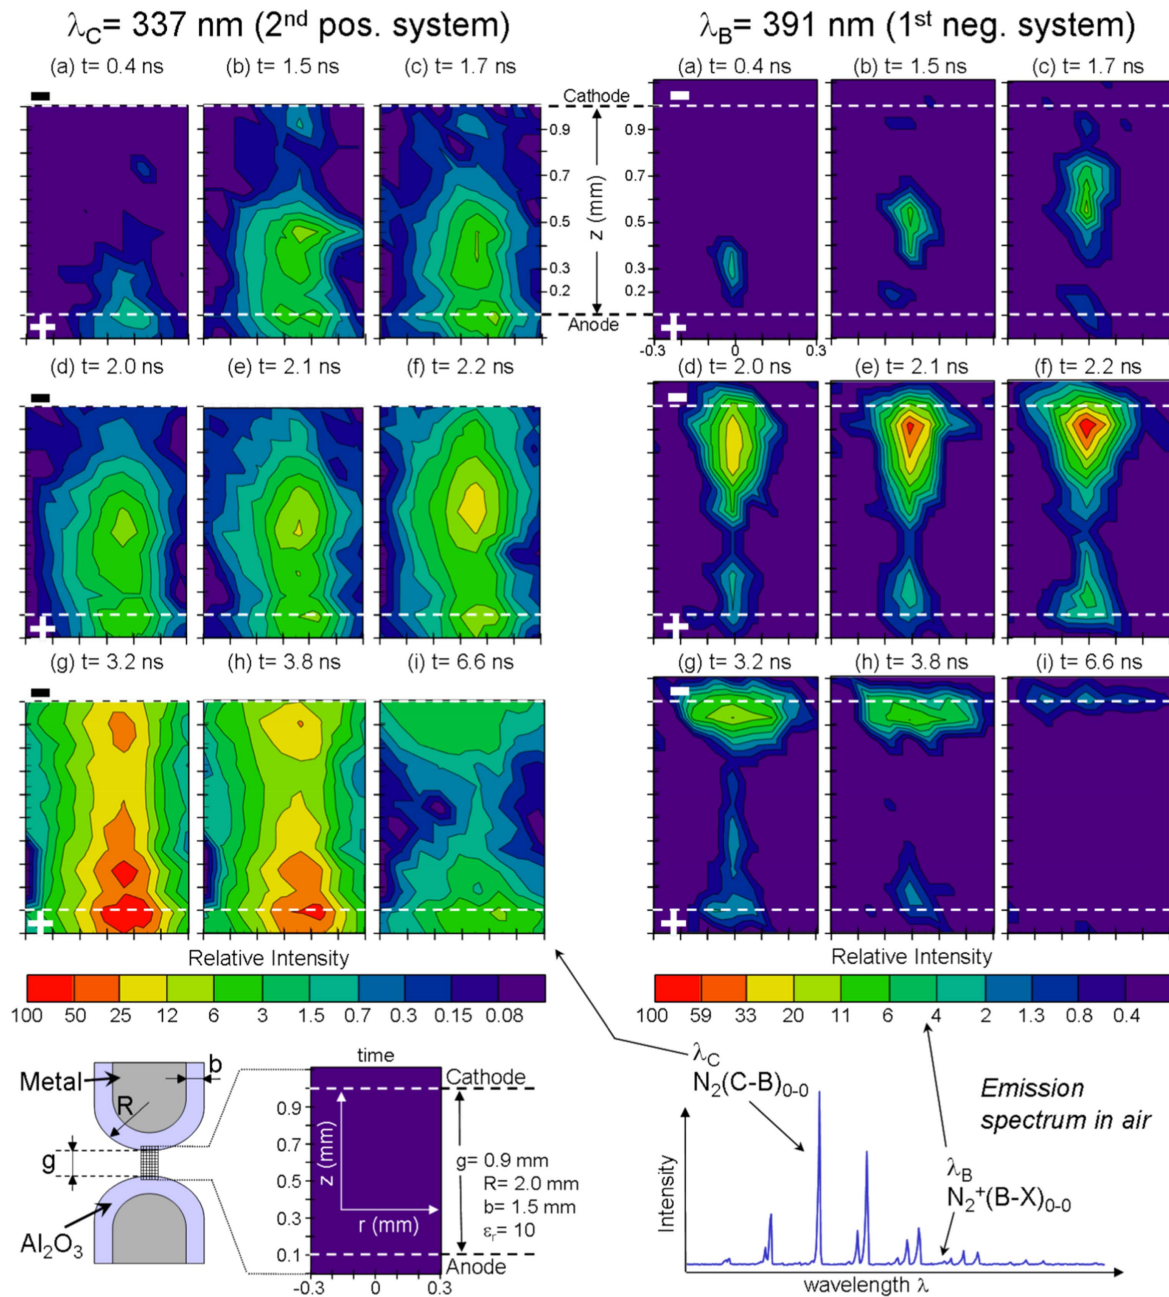 λC= 337 nm (2nd pos. system)
λB= 391 nm (1st neg. system)
(a) t= 0.4 ns
(b) t= 1.5 ns
(c) t= 1.7 ns
(a) t= 0.4 ns
(b) t= 1.5 ns
(c) t= 1.7 ns
Cathode
0.9
0.7
0.5
0.3
0.2
z (mm)
Anode
0.9
0.7
0.5
0.3
0.2
-0.3 0 0.3
(d) t= 2.0 ns
(e) t= 2.1 ns
(f) t= 2.2 ns
(d) t= 2.0 ns
(e) t= 2.1 ns
(f) t= 2.2 ns
(g) t= 3.2 ns
(h) t= 3.8 ns
(i) t= 6.6 ns
(g) t= 3.2 ns
(h) t= 3.8 ns
(i) t= 6.6 ns
Relative Intensity
100 50 25 12 6 3 1.5 0.7 0.3 0.15 0.08
Relative Intensity
100 59 33 20 11 6 4 2 1.3 0.8 0.4
Metal
b
R
g
Al2O3
time
Cathode
0.9
0.7
0.5
0.3
0.1
z (mm)
r (mm)
g= 0.9 mm
R= 2.0 mm
b= 1.5 mm
εr= 10
Anode
-0.3 0 0.3
λC
N2(C-B)0-0
Emission
spectrum in air
λB
N2+(B-X)0-0
Intensity
wavelength λ